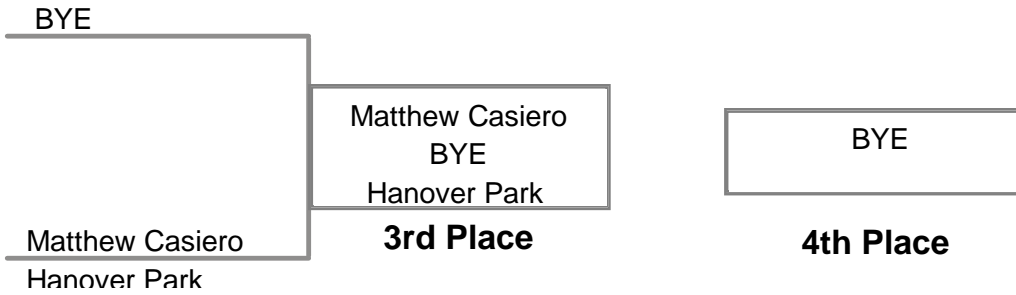 BYE
Matthew Casiero
Hanover Park
Matthew Casiero
BYE
Hanover Park
3rd Place
BYE
4th Place